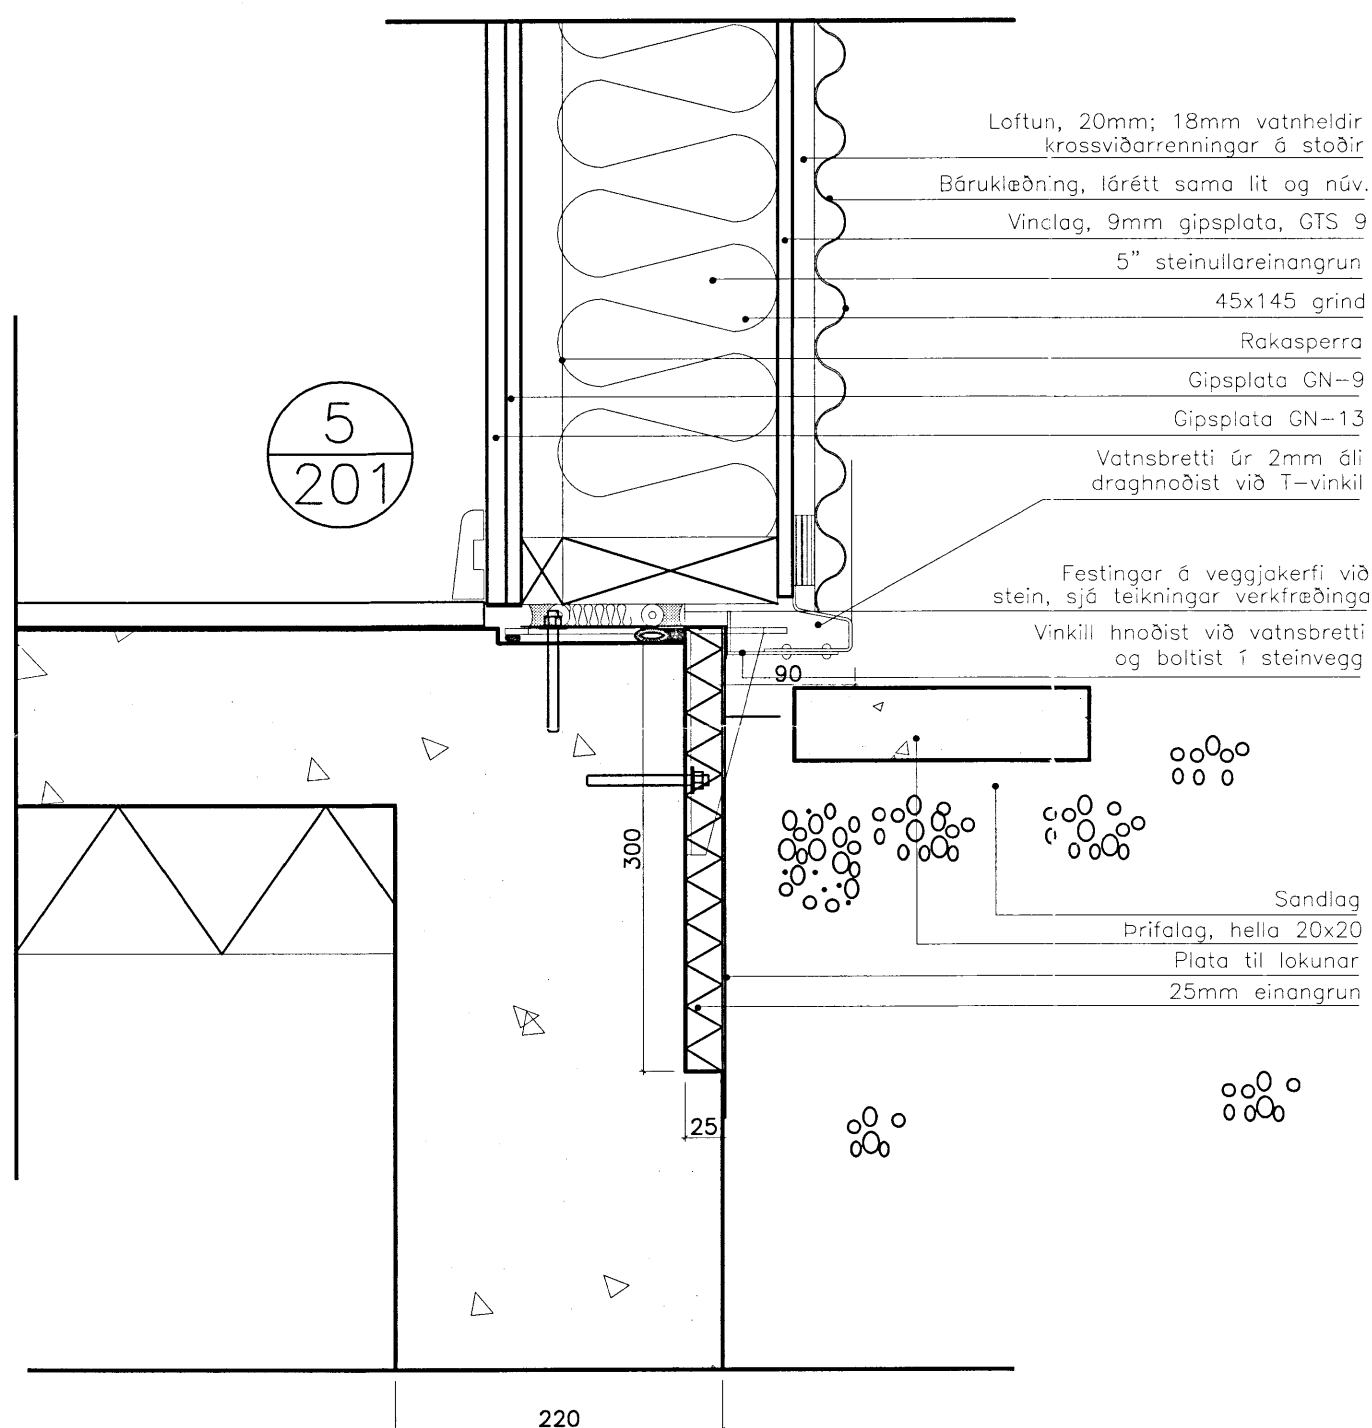 Loftun, 20mm; 18mm vatnheldir
krossviðarrenningar á stoðir
Báruklæðning, lárétt sama lit og núv.
Vinclag, 9mm gipsplata, GTS 9
5" steinullareinangrun
45x145 grind
Rakasperra
Gipsplata GN-9
Gipsplata GN-13
5
201
Vatnsbretti úr 2mm áli
draghnoðist við T-vinkil
Festingar á veggjakerfi við
stein, sjá teikningar verkfræðinga
Vinkill hnoðist við vatnsbretti
og boltist í steinvegg
90
300
Sandlag
Þrifalag, hella 20x20
Plata til lokunar
25mm einangrun
25
220